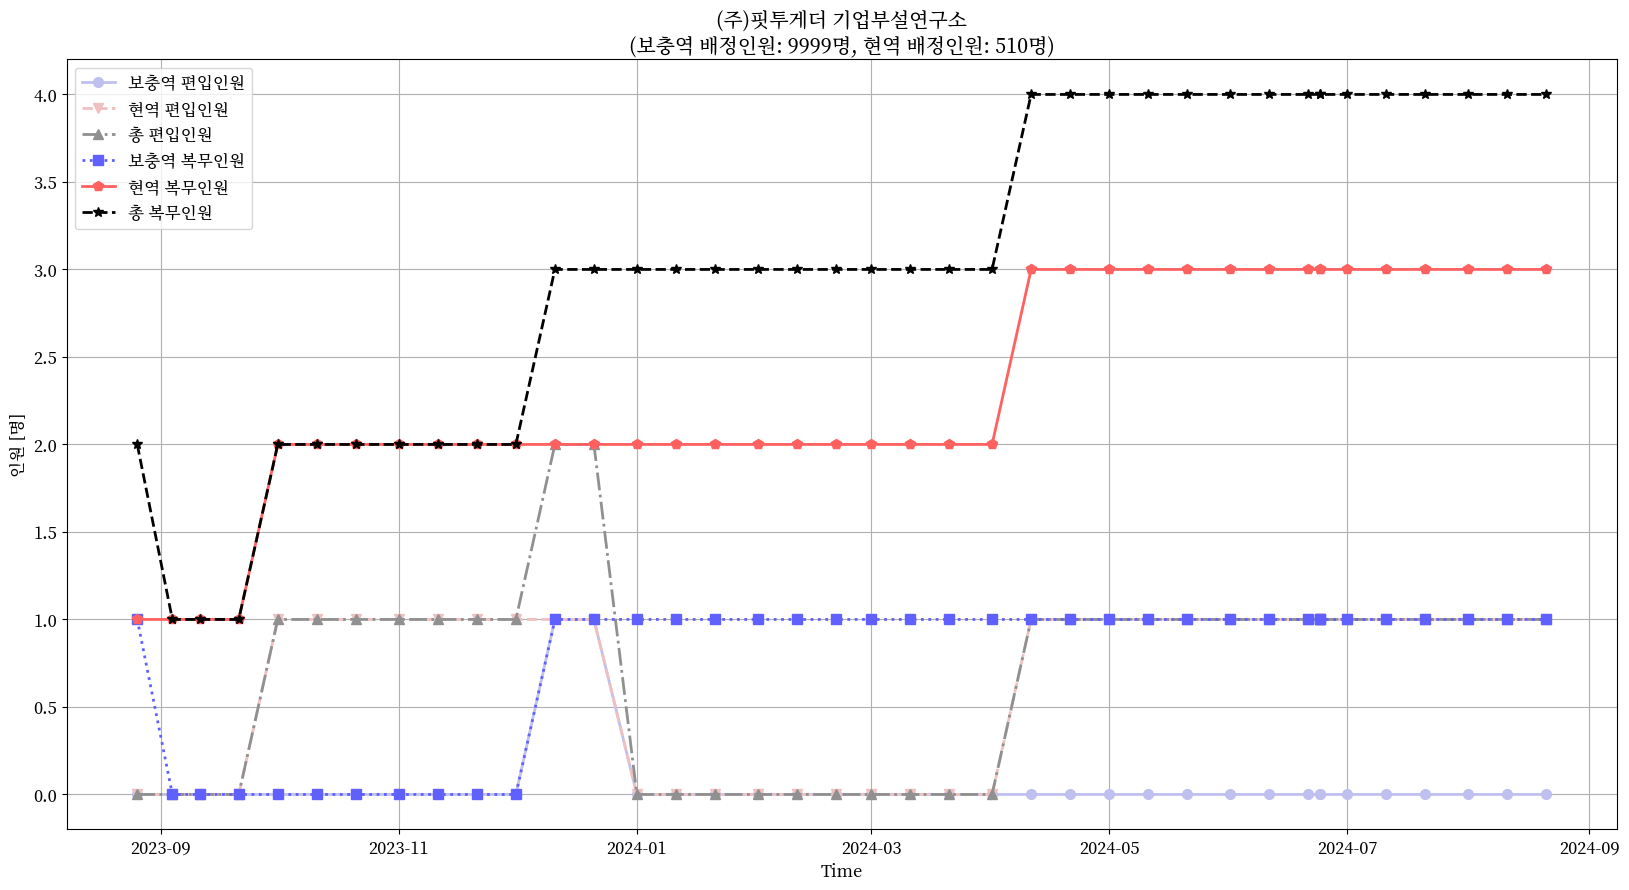 (주)핏투게더 기업부설연구소
(보충역 배정인원: 9999명, 현역 배정인원: 510명)
보충역 편입인원
현역 편입인원
총 편입인원
보충역 복무인원
현역 복무인원
총 복무인원
4.0
3.5
3.0
2.5
2.0
1.5
1.0
0.5
0.0
인원 [명]
2023-09
2023-11
2024-01
2024-03
2024-05
2024-07
2024-09
Time